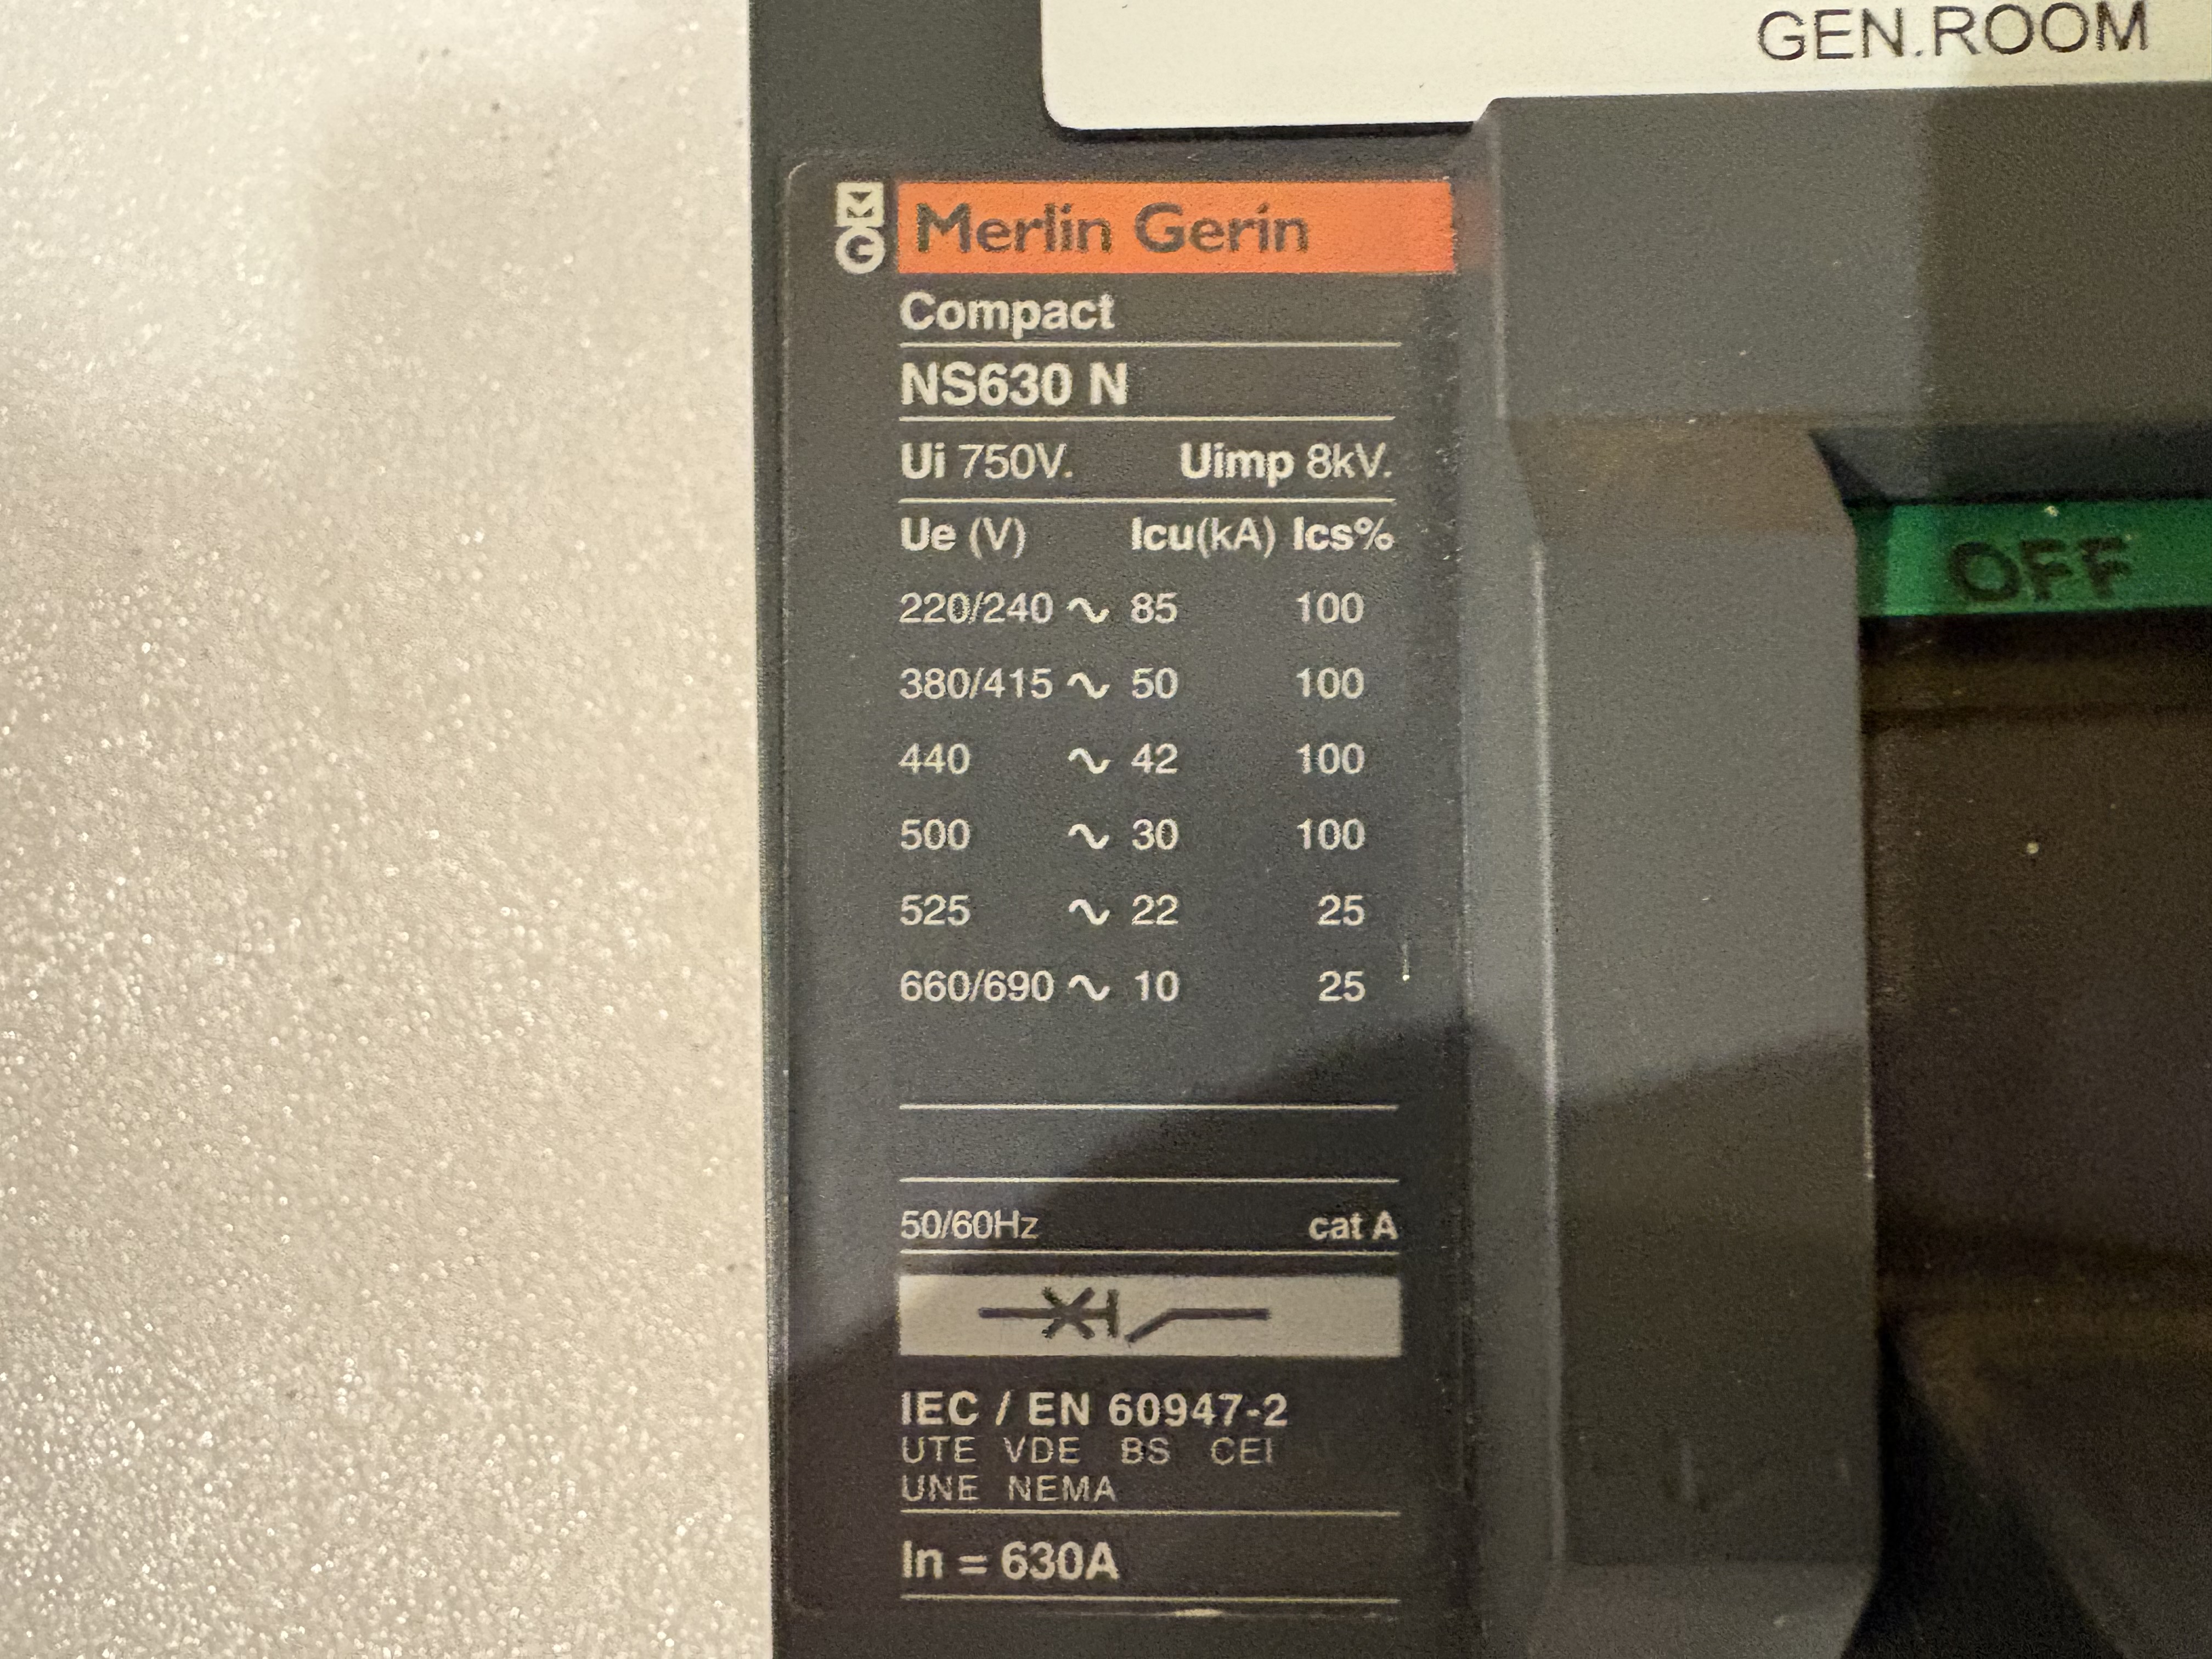 GEN.ROOM
MG Merlin Gerin
Compact
NS630 N
Ui 750V. Uimp 8kV.
Ue (V) Icu(kA) Ics%
220/240 ~ 85 100
380/415 ~ 50 100
440 ~ 42 100
500 ~ 30 100
525 ~ 22 25
660/690 ~ 10 25
50/60Hz cat A
IEC / EN 60947-2
UTE VDE BS CEI
UNE NEMA
In = 630A
OFF